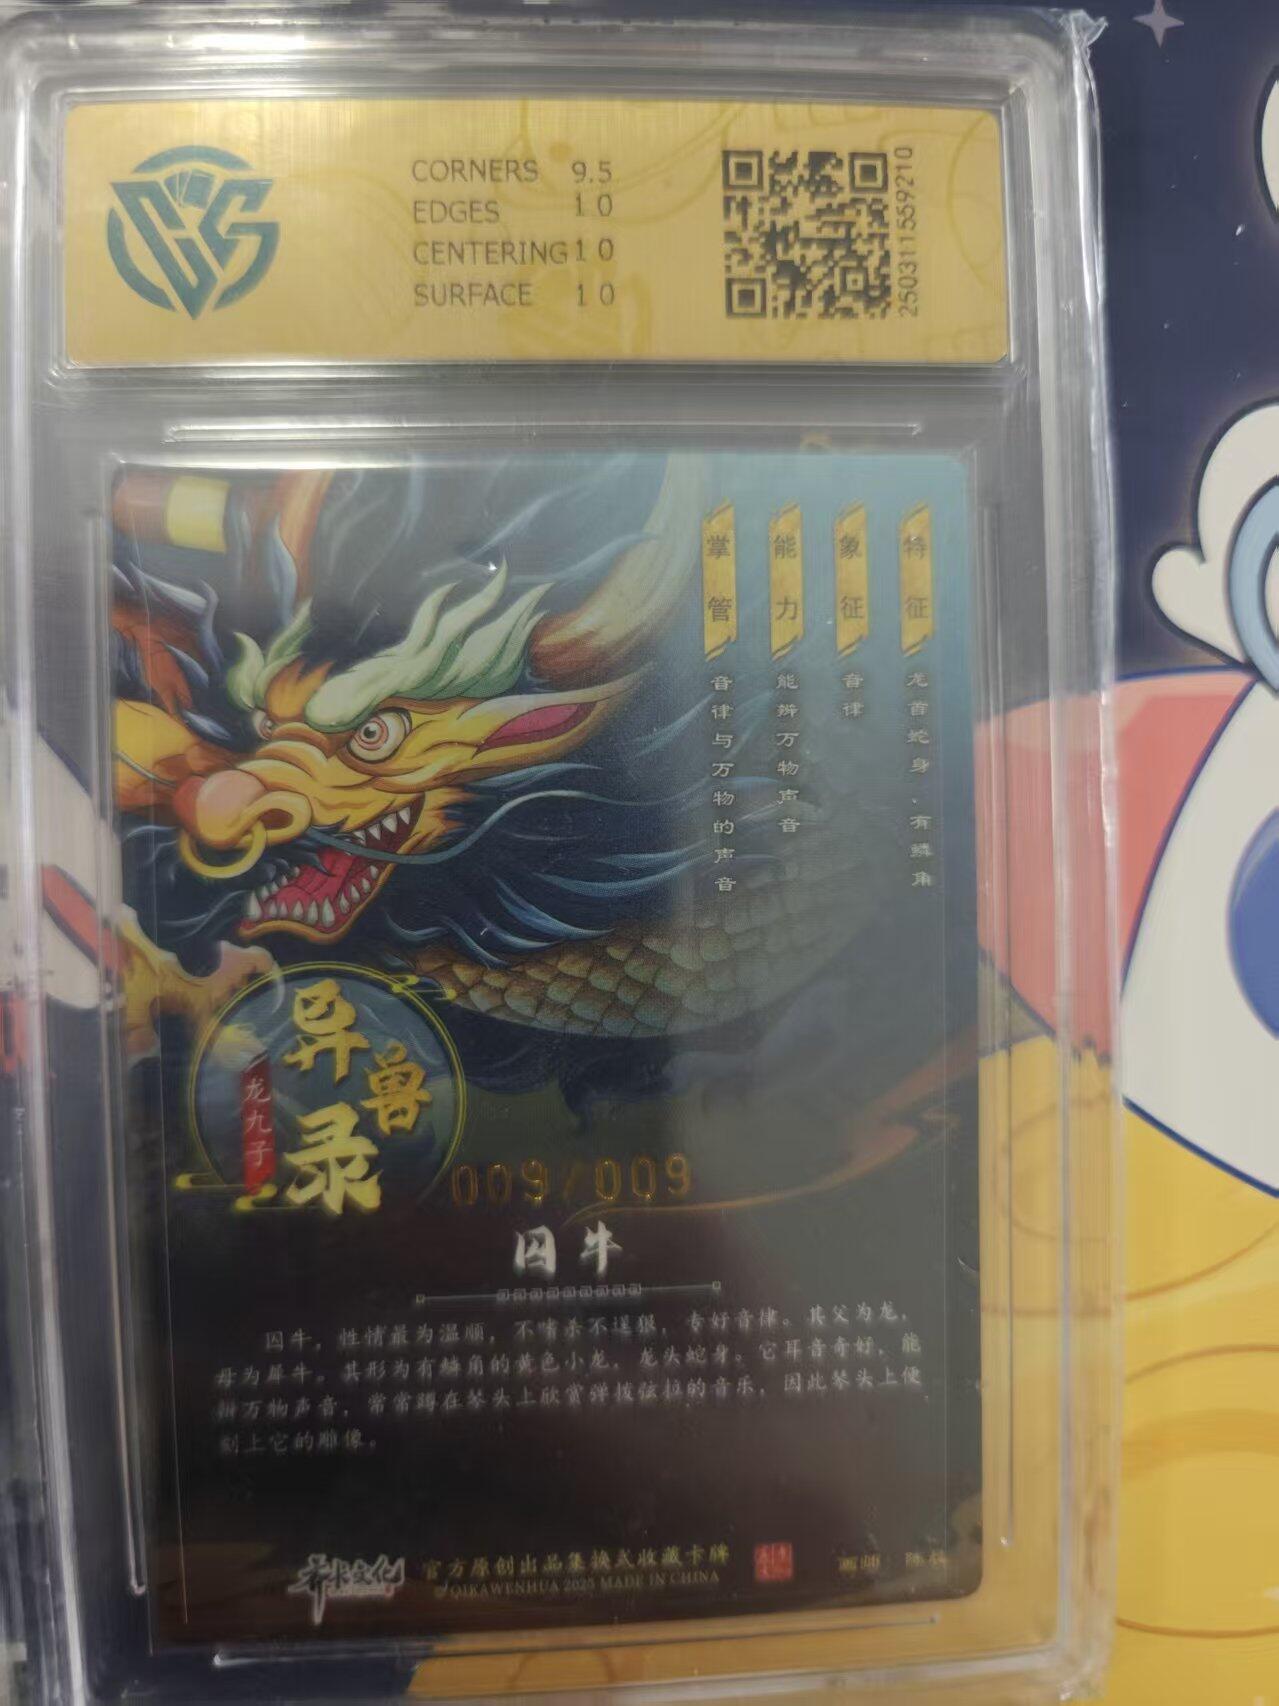 CORNERS 9.5
EDGES 10
CENTERING 10
SURFACE 10
250311559210
特征
龙首蛇身、有鳞角
象征
音律
能力
能辨万物声音
掌管
音律与万物的声音
异兽录
龙九子
009/009
囚牛
囚牛，性情最为温顺，不嗜杀不逞狠，专好音律。其父为龙，
母为犀牛。其形为有鳞角的黄色小龙，龙头蛇身。它耳音奇好，能
辨万物声音，常常蹲在琴头上欣赏弹拨弦拉的音乐，因此琴头上便
刻上它的雕像。
官方原创出品集换式收藏卡牌
©QIKAWENHUA 2025 MADE IN CHINA
画师 陈